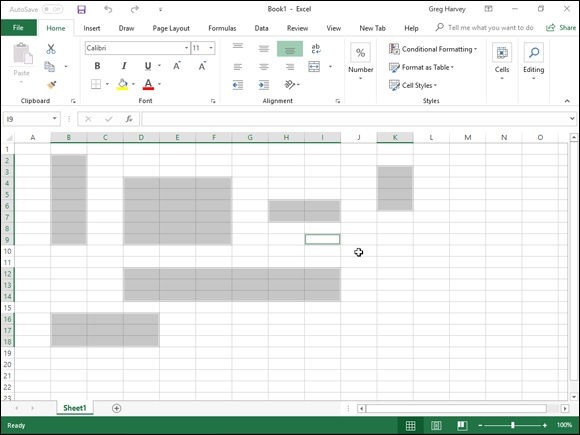 AutoSave Off Book1 - Excel Greg Harvey
File Home Insert Draw Page Layout Formulas Data Review View New Tab Help Tell me what you want to do Share
Paste
Clipboard
Calibri 11
B I U A A
A
Font
ab
Alignment
%
Number
Conditional Formatting
Format as Table
Cell Styles
Styles
Cells
Editing
I9 fx
A B C D E F G H I J K L M N O
1
2
3
4
5
6
7
8
9
10
11
12
13
14
15
16
17
18
19
20
21
22
23
Sheet1
Ready 100%